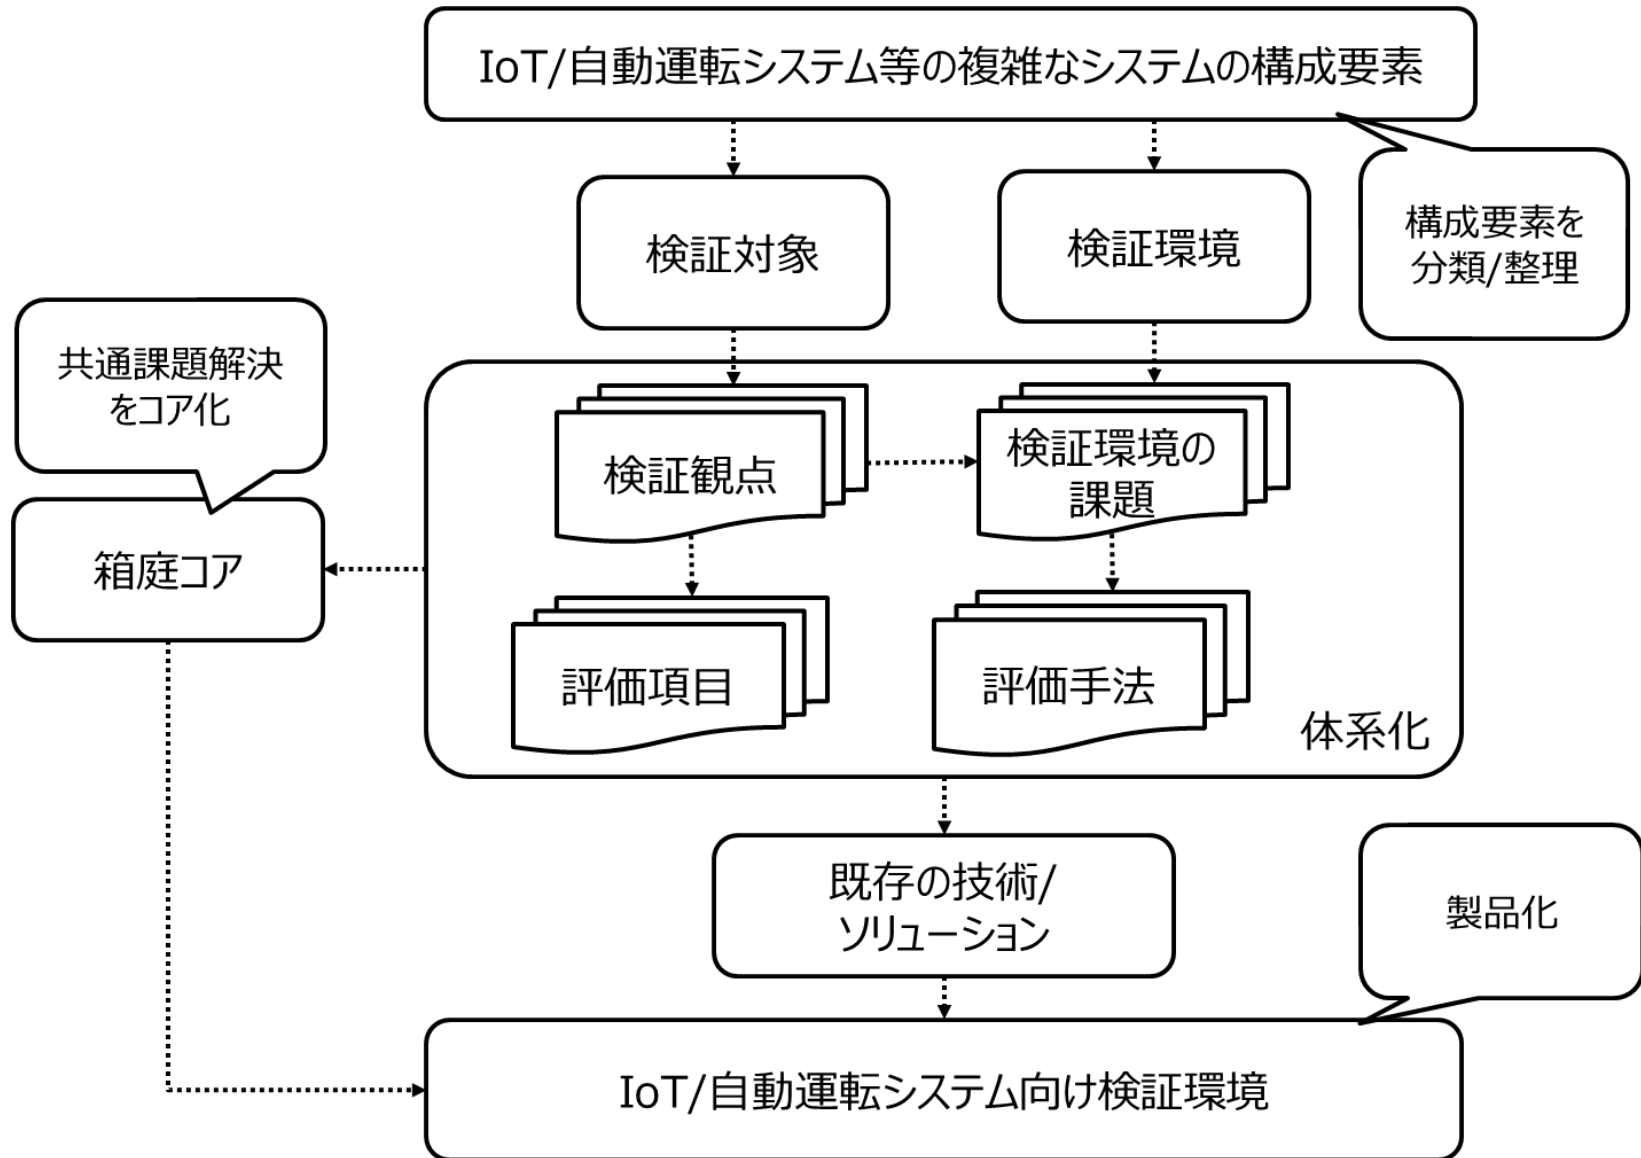 IoT/自動運転システム等の複雑なシステムの構成要素
検証対象
検証環境
構成要素を
分類/整理
共通課題解決
をコア化
検証観点
検証環境の
課題
箱庭コア
評価項目
評価手法
体系化
既存の技術/
ソリューション
製品化
IoT/自動運転システム向け検証環境